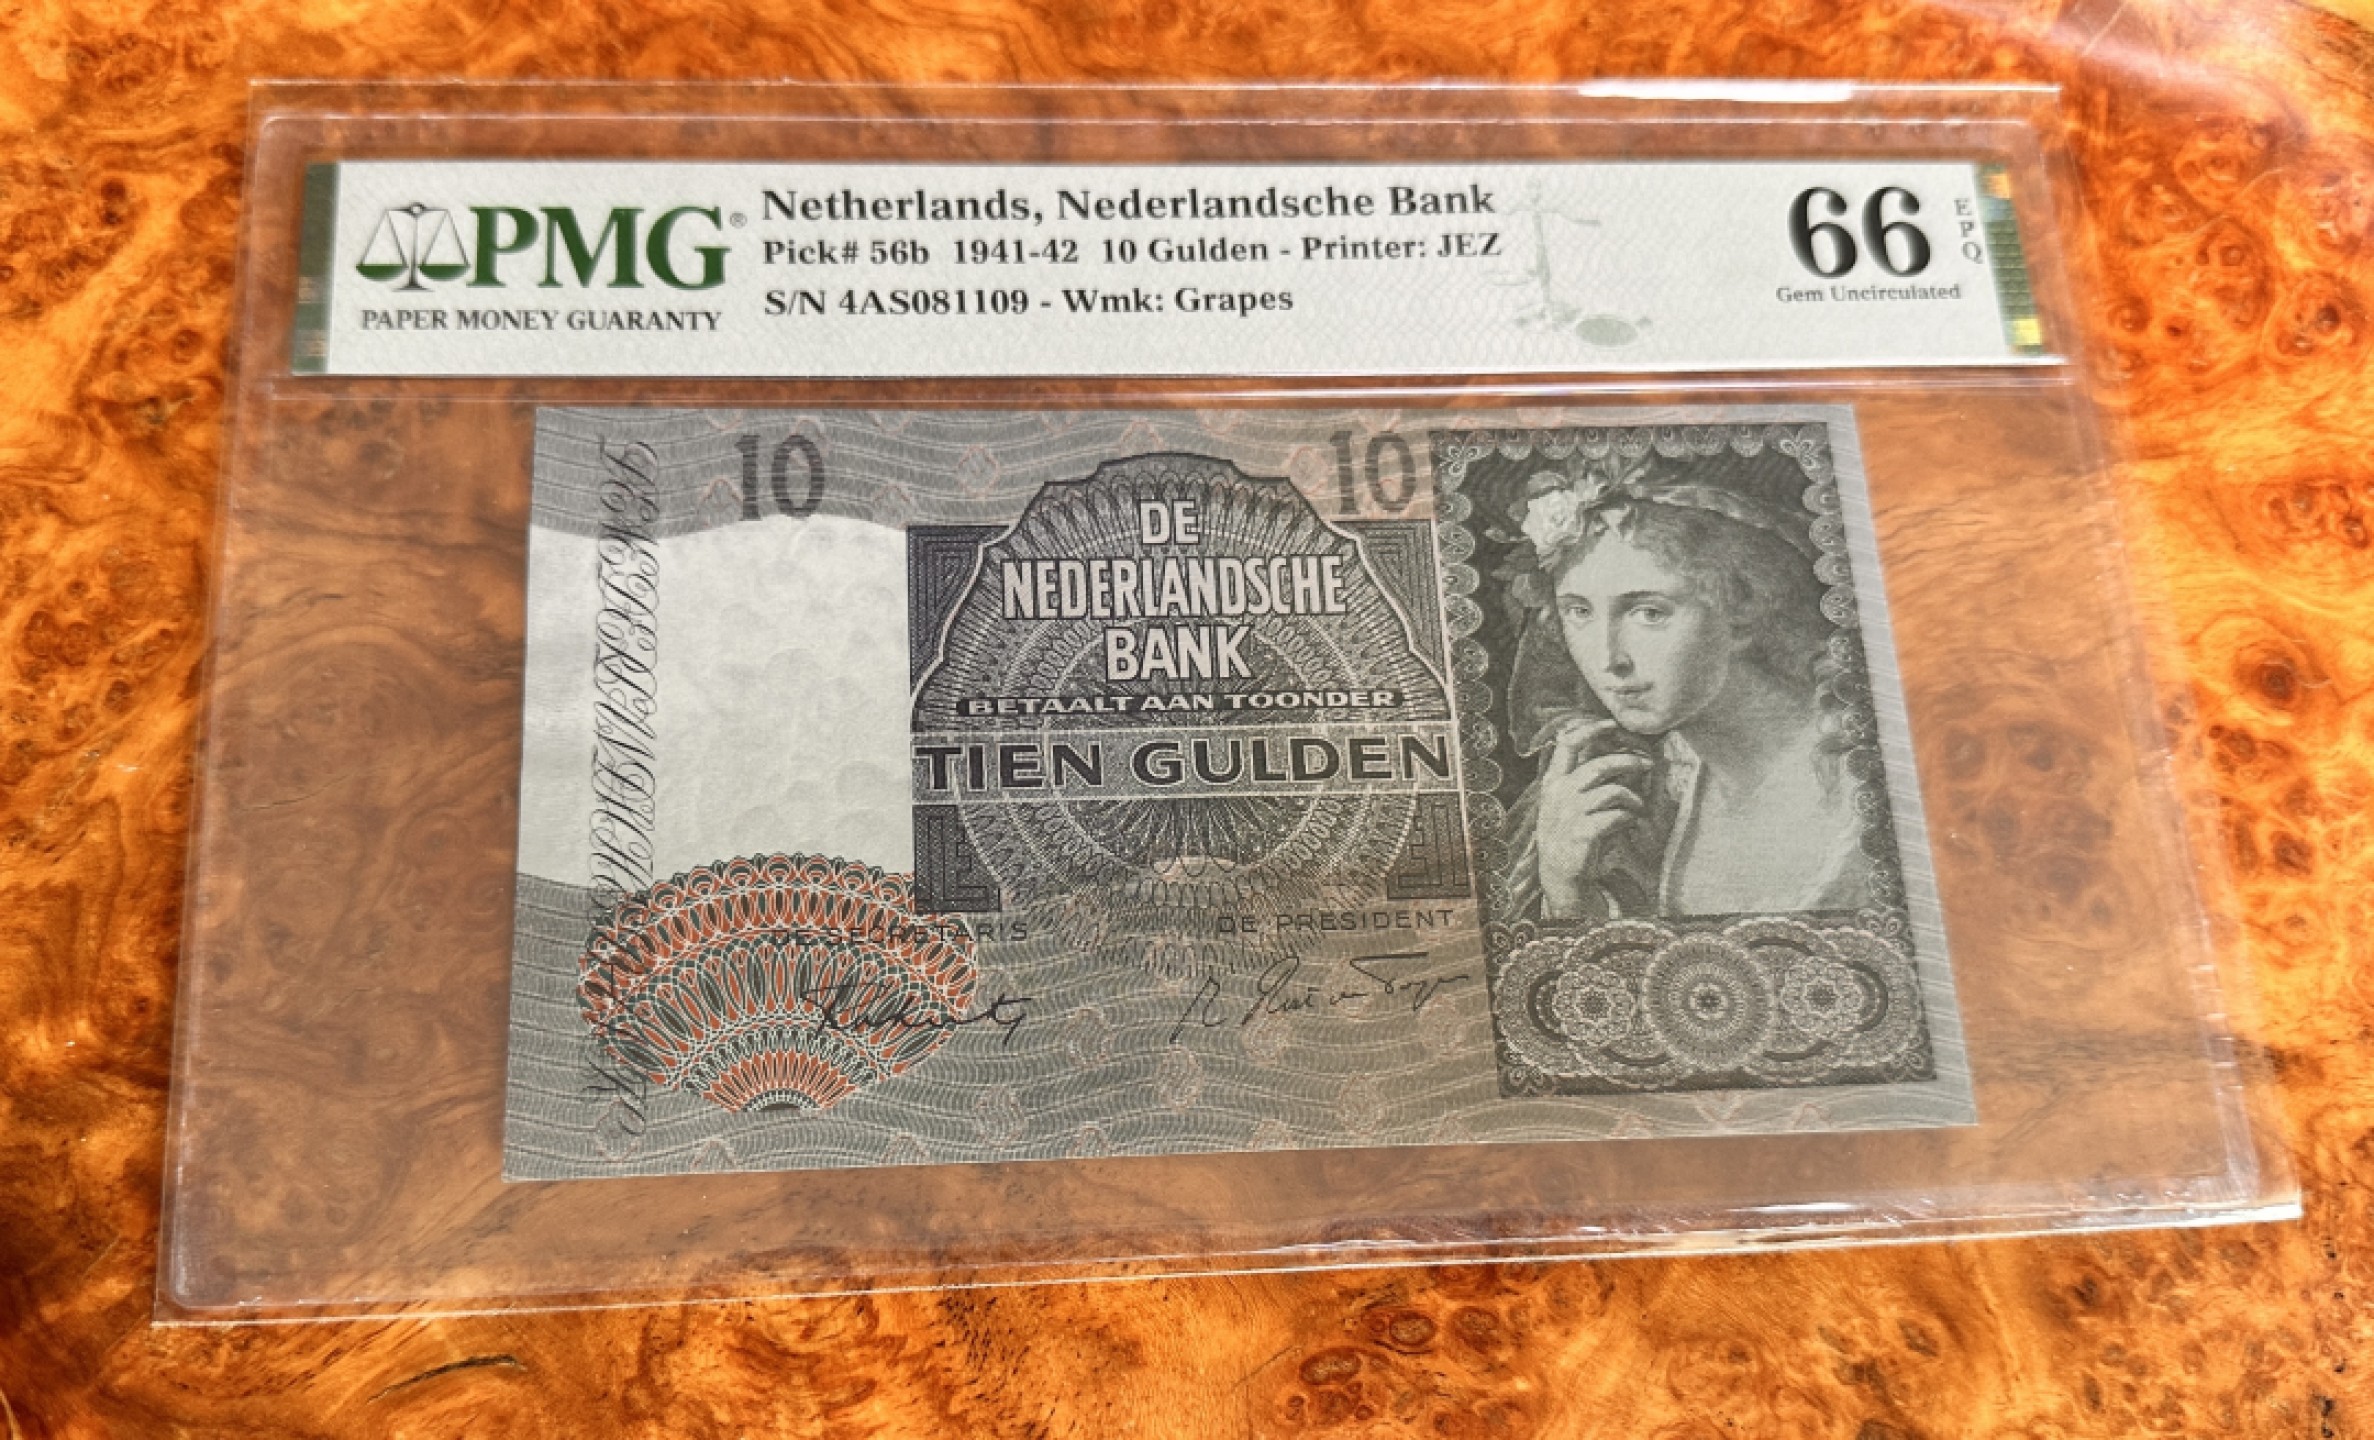 PMG®
PAPER MONEY GUARANTY
Netherlands, Nederlandsche Bank
Pick# 56b 1941-42 10 Gulden - Printer: JEZ
S/N 4AS081109 - Wmk: Grapes
66
EPQ
Gem Uncirculated
10
10
DE
NEDERLANDSCHE
BANK
BETAALT AAN TOONDER
TIEN GULDEN
DE SECRETARIS
DE PRESIDENT